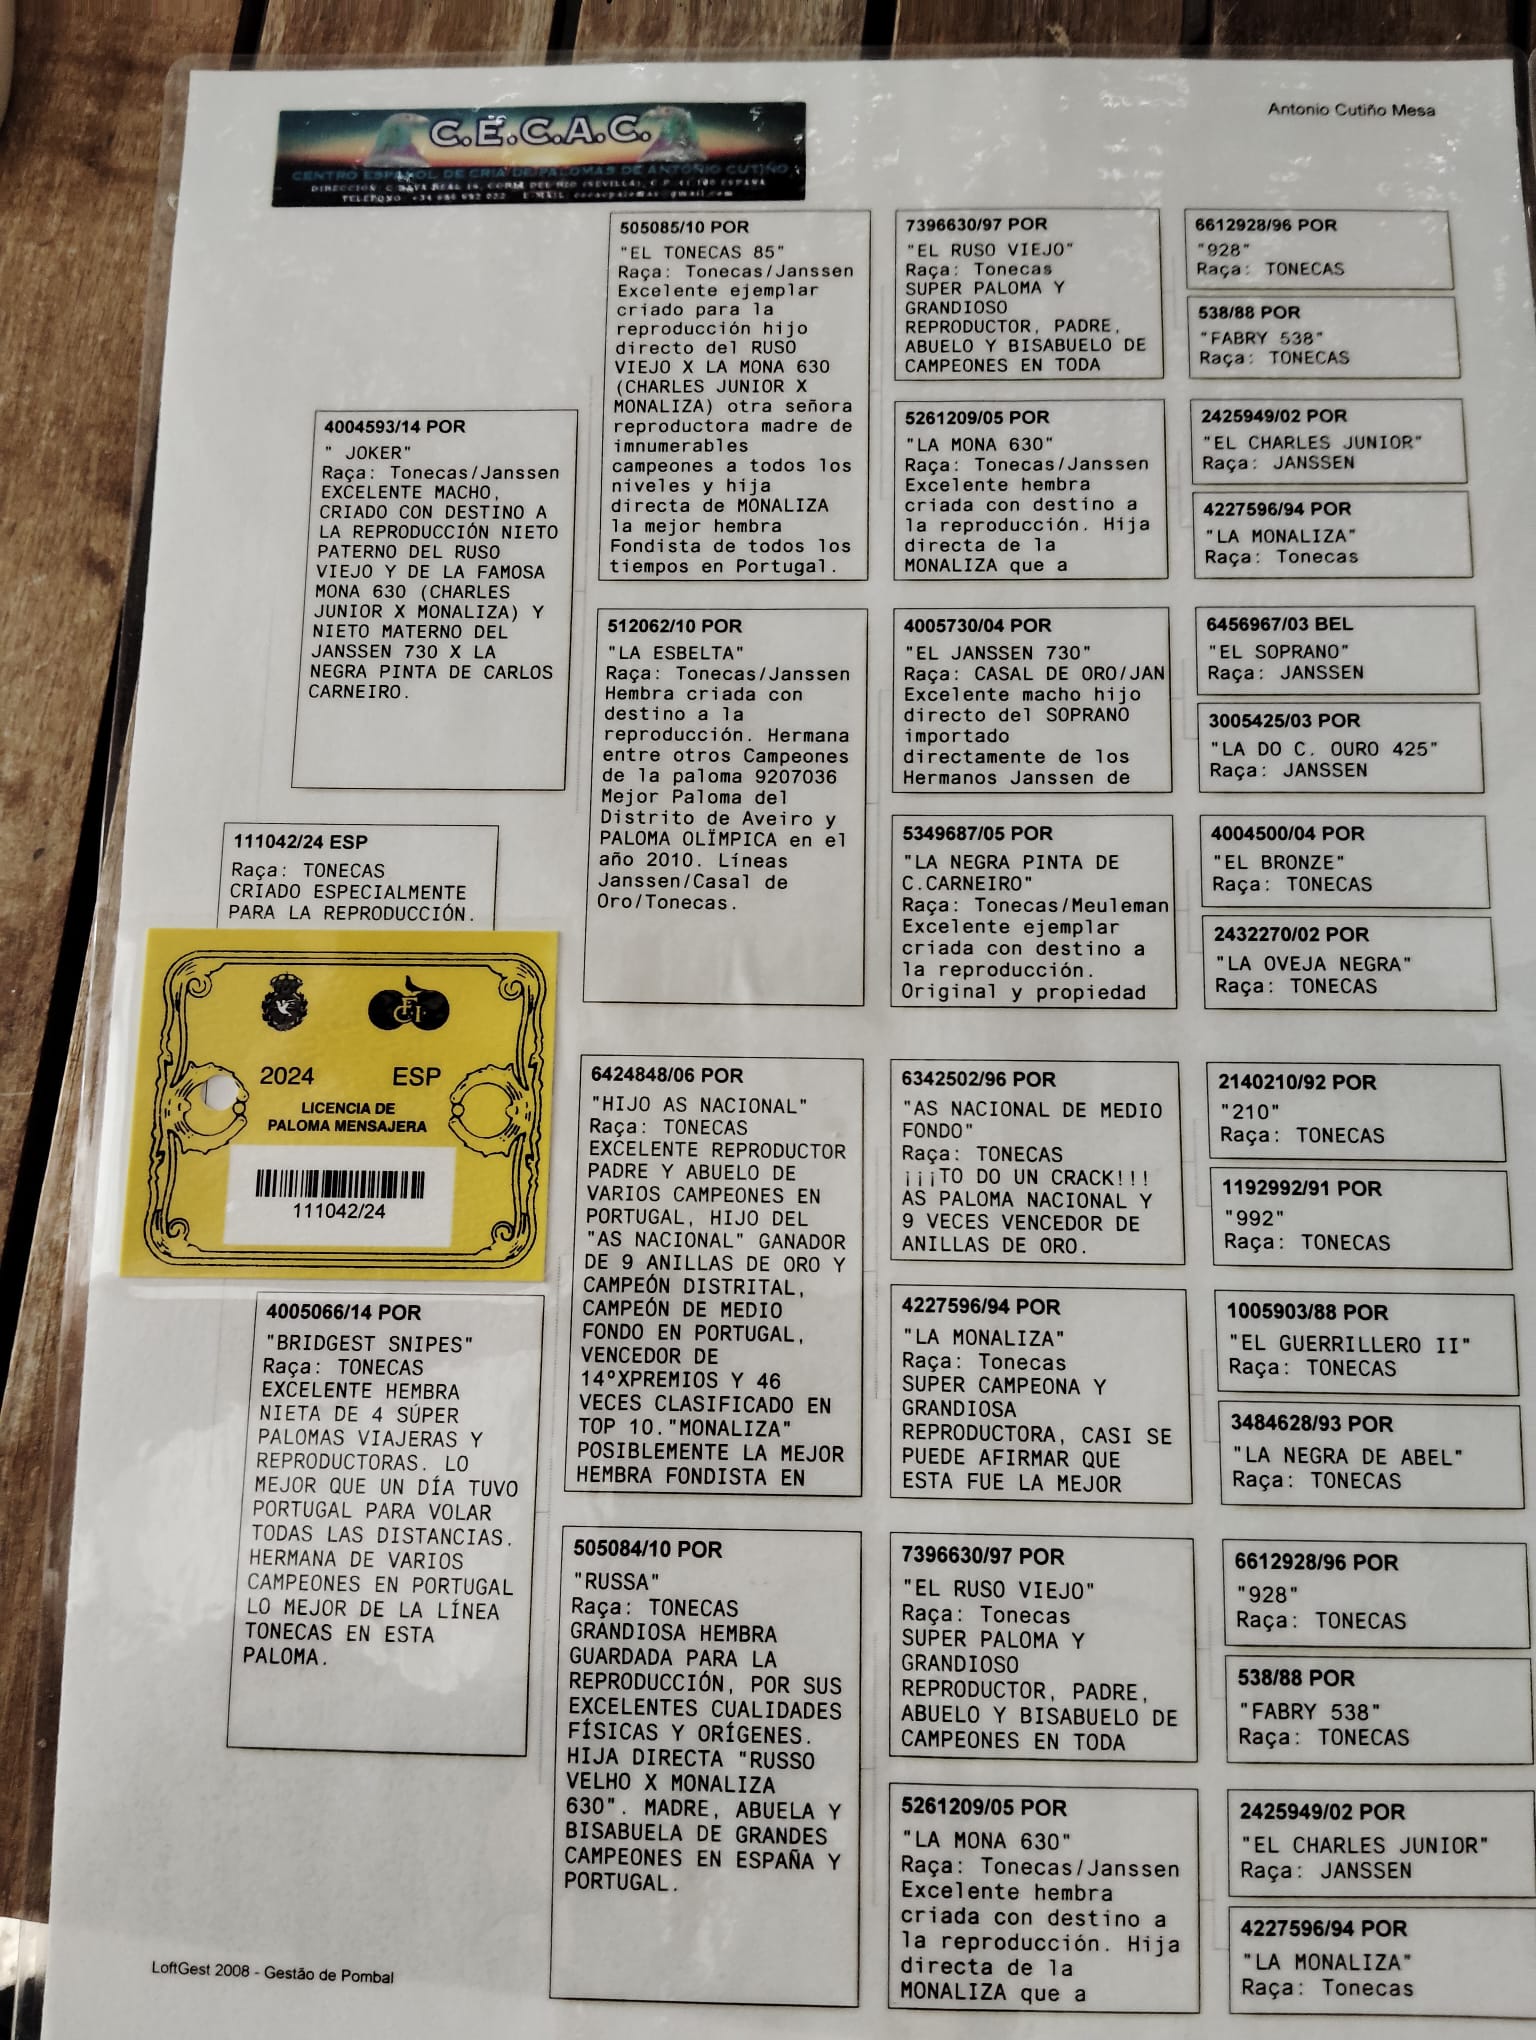 C.E.C.A.C.
CENTRO ESPAÑOL DE CRIA DE PALOMAS DE ANTONIO CUTIÑO
Antonio Cutiño Mesa
111042/24 ESP
Raça: TONECAS
CRIADO ESPECIALMENTE
PARA LA REPRODUCCIÓN.
2024 ESP
LICENCIA DE
PALOMA MENSAJERA
111042/24
4004593/14 POR
" JOKER"
Raça: Tonecas/Janssen
EXCELENTE MACHO,
CRIADO CON DESTINO A
LA REPRODUCCIÓN NIETO
PATERNO DEL RUSO
VIEJO Y DE LA FAMOSA
MONA 630 (CHARLES
JUNIOR X MONALIZA) Y
NIETO MATERNO DEL
JANSSEN 730 X LA
NEGRA PINTA DE CARLOS
CARNEIRO.
4005066/14 POR
"BRIDGEST SNIPES"
Raça: TONECAS
EXCELENTE HEMBRA
NIETA DE 4 SÚPER
PALOMAS VIAJERAS Y
REPRODUCTORAS. LO
MEJOR QUE UN DÍA TUVO
PORTUGAL PARA VOLAR
TODAS LAS DISTANCIAS.
HERMANA DE VARIOS
CAMPEONES EN PORTUGAL
LO MEJOR DE LA LÍNEA
TONECAS EN ESTA
PALOMA.
505085/10 POR
"EL TONECAS 85"
Raça: Tonecas/Janssen
Excelente ejemplar
criado para la
reproducción hijo
directo del RUSO
VIEJO X LA MONA 630
(CHARLES JUNIOR X
MONALIZA) otra señora
reproductora madre de
imnumerables
campeones a todos los
niveles y hija
directa de MONALIZA
la mejor hembra
Fondista de todos los
tiempos en Portugal.
512062/10 POR
"LA ESBELTA"
Raça: Tonecas/Janssen
Hembra criada con
destino a la
reproducción. Hermana
entre otros Campeones
de la paloma 9207036
Mejor Paloma del
Distrito de Aveiro y
PALOMA OLÏMPICA en el
año 2010. Líneas
Janssen/Casal de
Oro/Tonecas.
6424848/06 POR
"HIJO AS NACIONAL"
Raça: TONECAS
EXCELENTE REPRODUCTOR
PADRE Y ABUELO DE
VARIOS CAMPEONES EN
PORTUGAL, HIJO DEL
"AS NACIONAL" GANADOR
DE 9 ANILLAS DE ORO Y
CAMPEÓN DISTRITAL,
CAMPEÓN DE MEDIO
FONDO EN PORTUGAL,
VENCEDOR DE
14ºXPREMIOS Y 46
VECES CLASIFICADO EN
TOP 10."MONALIZA"
POSIBLEMENTE LA MEJOR
HEMBRA FONDISTA EN
505084/10 POR
"RUSSA"
Raça: TONECAS
GRANDIOSA HEMBRA
GUARDADA PARA LA
REPRODUCCIÓN, POR SUS
EXCELENTES CUALIDADES
FÍSICAS Y ORÍGENES.
HIJA DIRECTA "RUSSO
VELHO X MONALIZA
630". MADRE, ABUELA Y
BISABUELA DE GRANDES
CAMPEONES EN ESPAÑA Y
PORTUGAL.
7396630/97 POR
"EL RUSO VIEJO"
Raça: Tonecas
SUPER PALOMA Y
GRANDIOSO
REPRODUCTOR, PADRE,
ABUELO Y BISABUELO DE
CAMPEONES EN TODA
5261209/05 POR
"LA MONA 630"
Raça: Tonecas/Janssen
Excelente hembra
criada con destino a
la reproducción. Hija
directa de la
MONALIZA que a
4005730/04 POR
"EL JANSSEN 730"
Raça: CASAL DE ORO/JAN
Excelente macho hijo
directo del SOPRANO
importado
directamente de los
Hermanos Janssen de
5349687/05 POR
"LA NEGRA PINTA DE
C.CARNEIRO"
Raça: Tonecas/Meuleman
Excelente ejemplar
criada con destino a
la reproducción.
Original y propiedad
6342502/96 POR
"AS NACIONAL DE MEDIO
FONDO"
Raça: TONECAS
¡¡¡TO DO UN CRACK!!!
AS PALOMA NACIONAL Y
9 VECES VENCEDOR DE
ANILLAS DE ORO.
4227596/94 POR
"LA MONALIZA"
Raça: Tonecas
SUPER CAMPEONA Y
GRANDIOSA
REPRODUCTORA, CASI SE
PUEDE AFIRMAR QUE
ESTA FUE LA MEJOR
7396630/97 POR
"EL RUSO VIEJO"
Raça: Tonecas
SUPER PALOMA Y
GRANDIOSO
REPRODUCTOR, PADRE,
ABUELO Y BISABUELO DE
CAMPEONES EN TODA
5261209/05 POR
"LA MONA 630"
Raça: Tonecas/Janssen
Excelente hembra
criada con destino a
la reproducción. Hija
directa de la
MONALIZA que a
6612928/96 POR
"928"
Raça: TONECAS
538/88 POR
"FABRY 538"
Raça: TONECAS
2425949/02 POR
"EL CHARLES JUNIOR"
Raça: JANSSEN
4227596/94 POR
"LA MONALIZA"
Raça: Tonecas
6456967/03 BEL
"EL SOPRANO"
Raça: JANSSEN
3005425/03 POR
"LA DO C. OURO 425"
Raça: JANSSEN
4004500/04 POR
"EL BRONZE"
Raça: TONECAS
2432270/02 POR
"LA OVEJA NEGRA"
Raça: TONECAS
2140210/92 POR
"210"
Raça: TONECAS
1192992/91 POR
"992"
Raça: TONECAS
1005903/88 POR
"EL GUERRILLERO II"
Raça: TONECAS
3484628/93 POR
"LA NEGRA DE ABEL"
Raça: TONECAS
6612928/96 POR
"928"
Raça: TONECAS
538/88 POR
"FABRY 538"
Raça: TONECAS
2425949/02 POR
"EL CHARLES JUNIOR"
Raça: JANSSEN
4227596/94 POR
"LA MONALIZA"
Raça: Tonecas
LoftGest 2008 - Gestão de Pombal